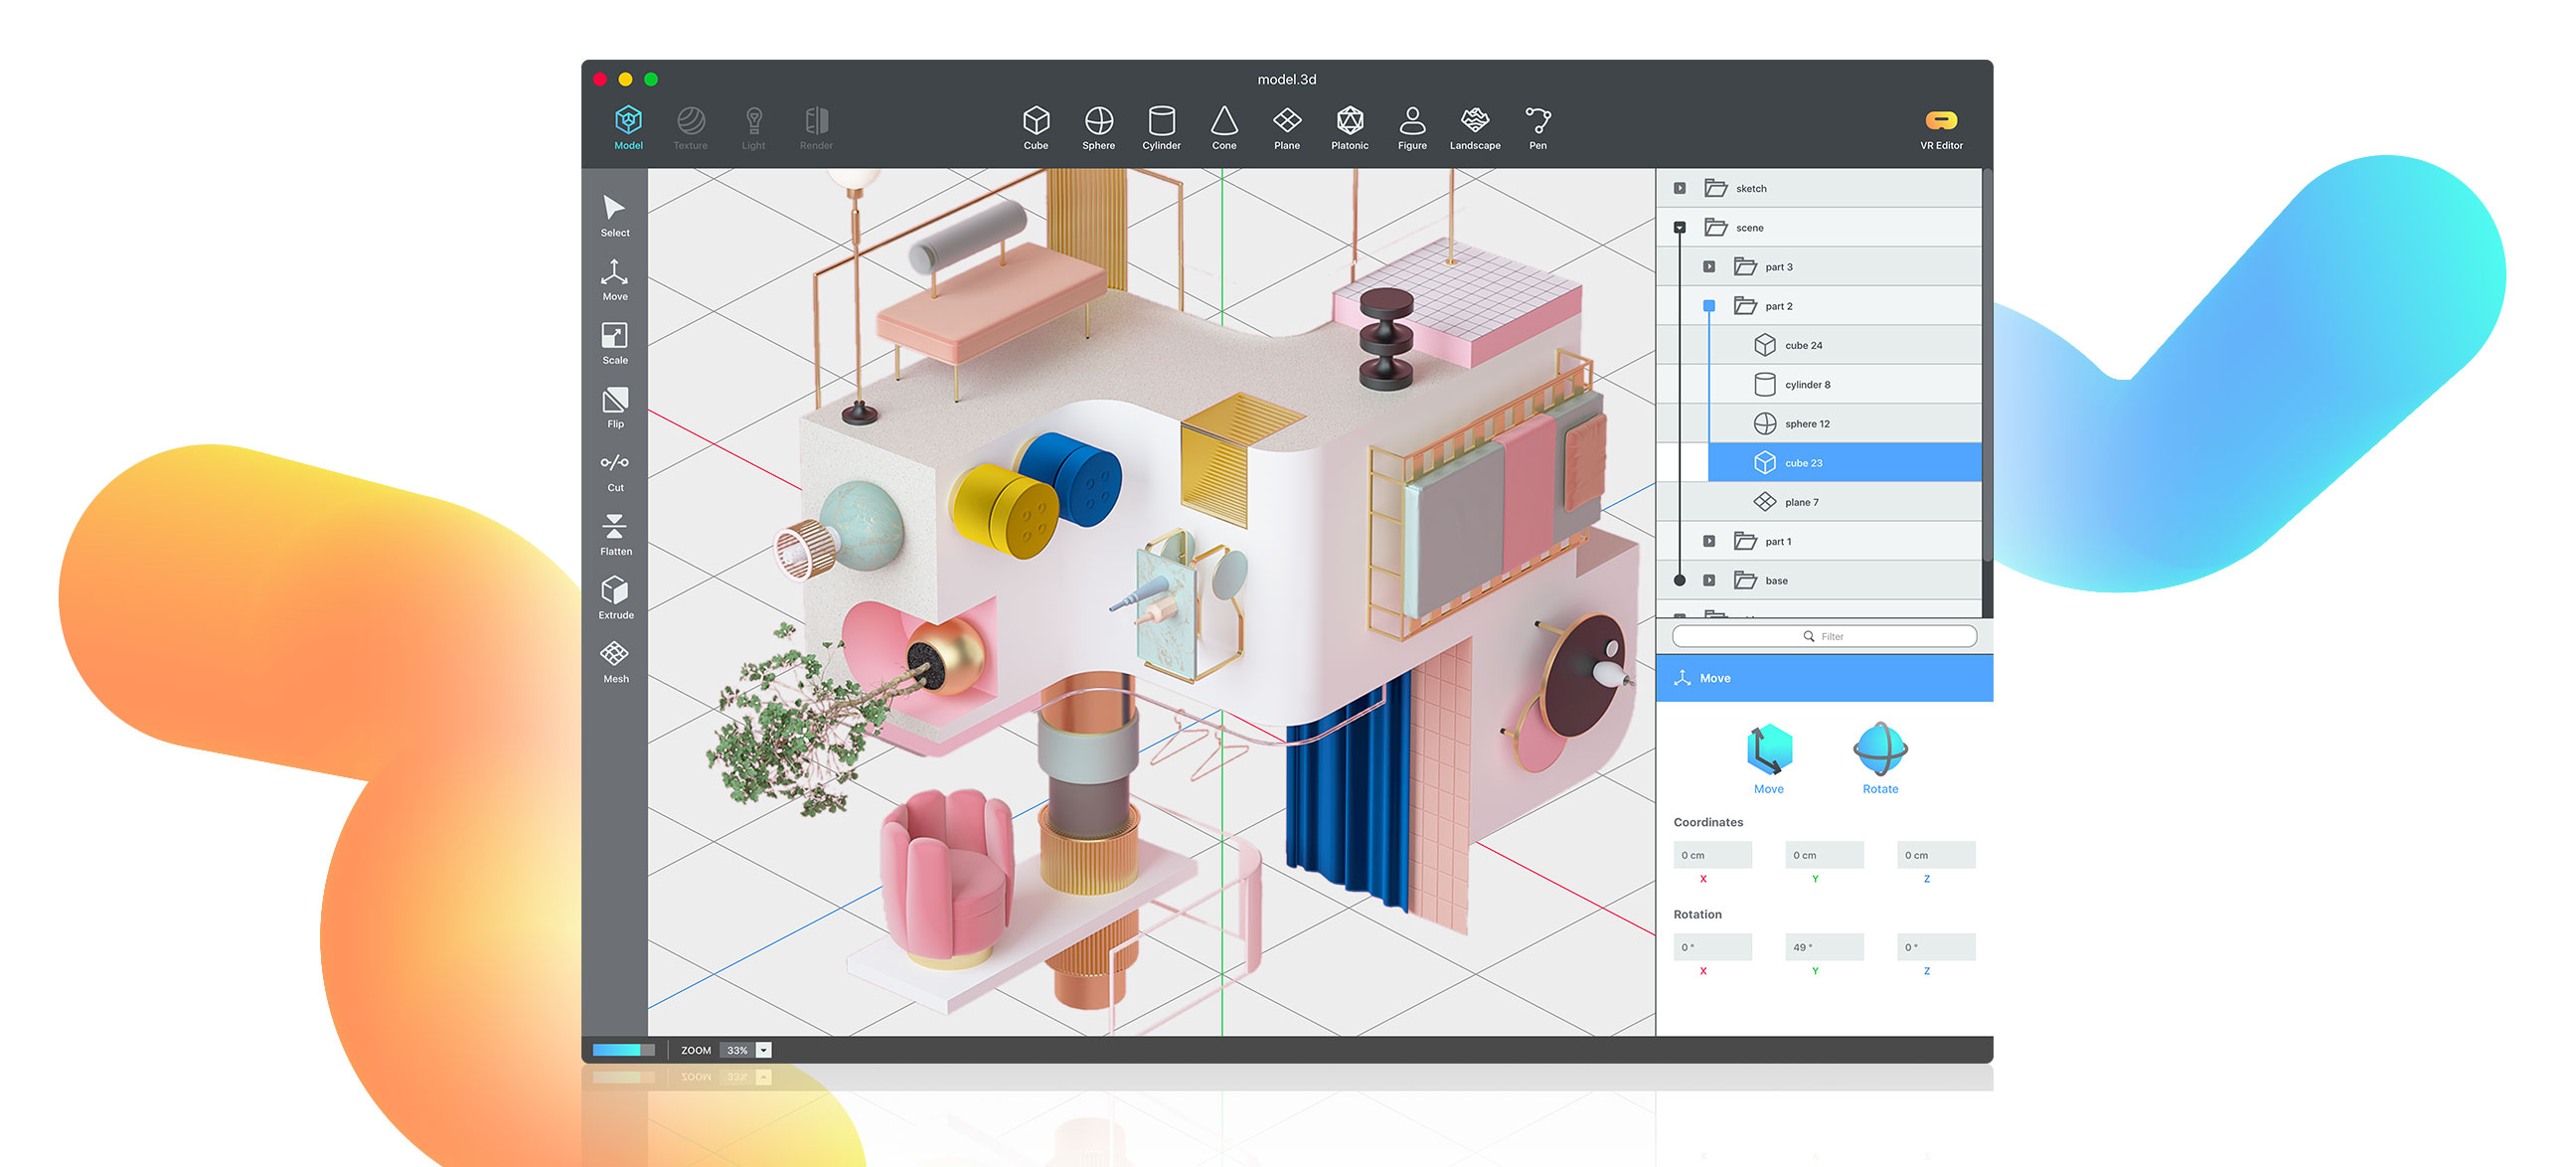 model.3d
Model
Texture
Light
Render
Cube
Sphere
Cylinder
Cone
Plane
Platonic
Figure
Landscape
Pen
VR Editor
Select
Move
Scale
Flip
Cut
Flatten
Extrude
Mesh
sketch
scene
part 3
part 2
cube 24
cylinder 8
sphere 12
cube 23
plane 7
part 1
base
Filter
Move
Move Rotate
Coordinates
0 cm 0 cm 0 cm
X Y Z
Rotation
0 ° 49 ° 0 °
X Y Z
ZOOM 33%